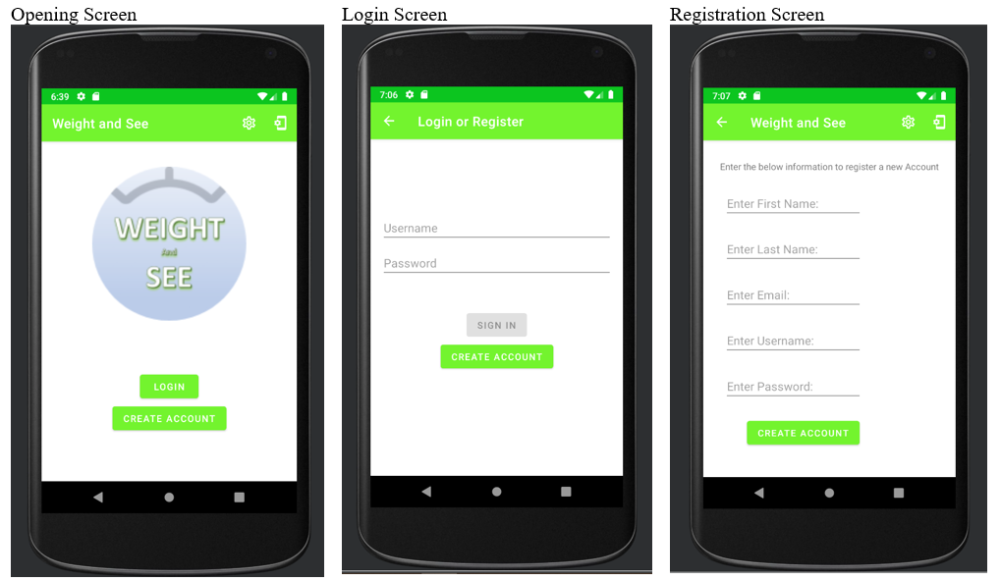 Opening Screen
6:39
Weight and See
WEIGHT
And
SEE
LOGIN
CREATE ACCOUNT
Login Screen
7:06
Login or Register
Username
Password
SIGN IN
CREATE ACCOUNT
Registration Screen
7:07
Weight and See
Enter the below information to register a new Account
Enter First Name:
Enter Last Name:
Enter Email:
Enter Username:
Enter Password:
CREATE ACCOUNT